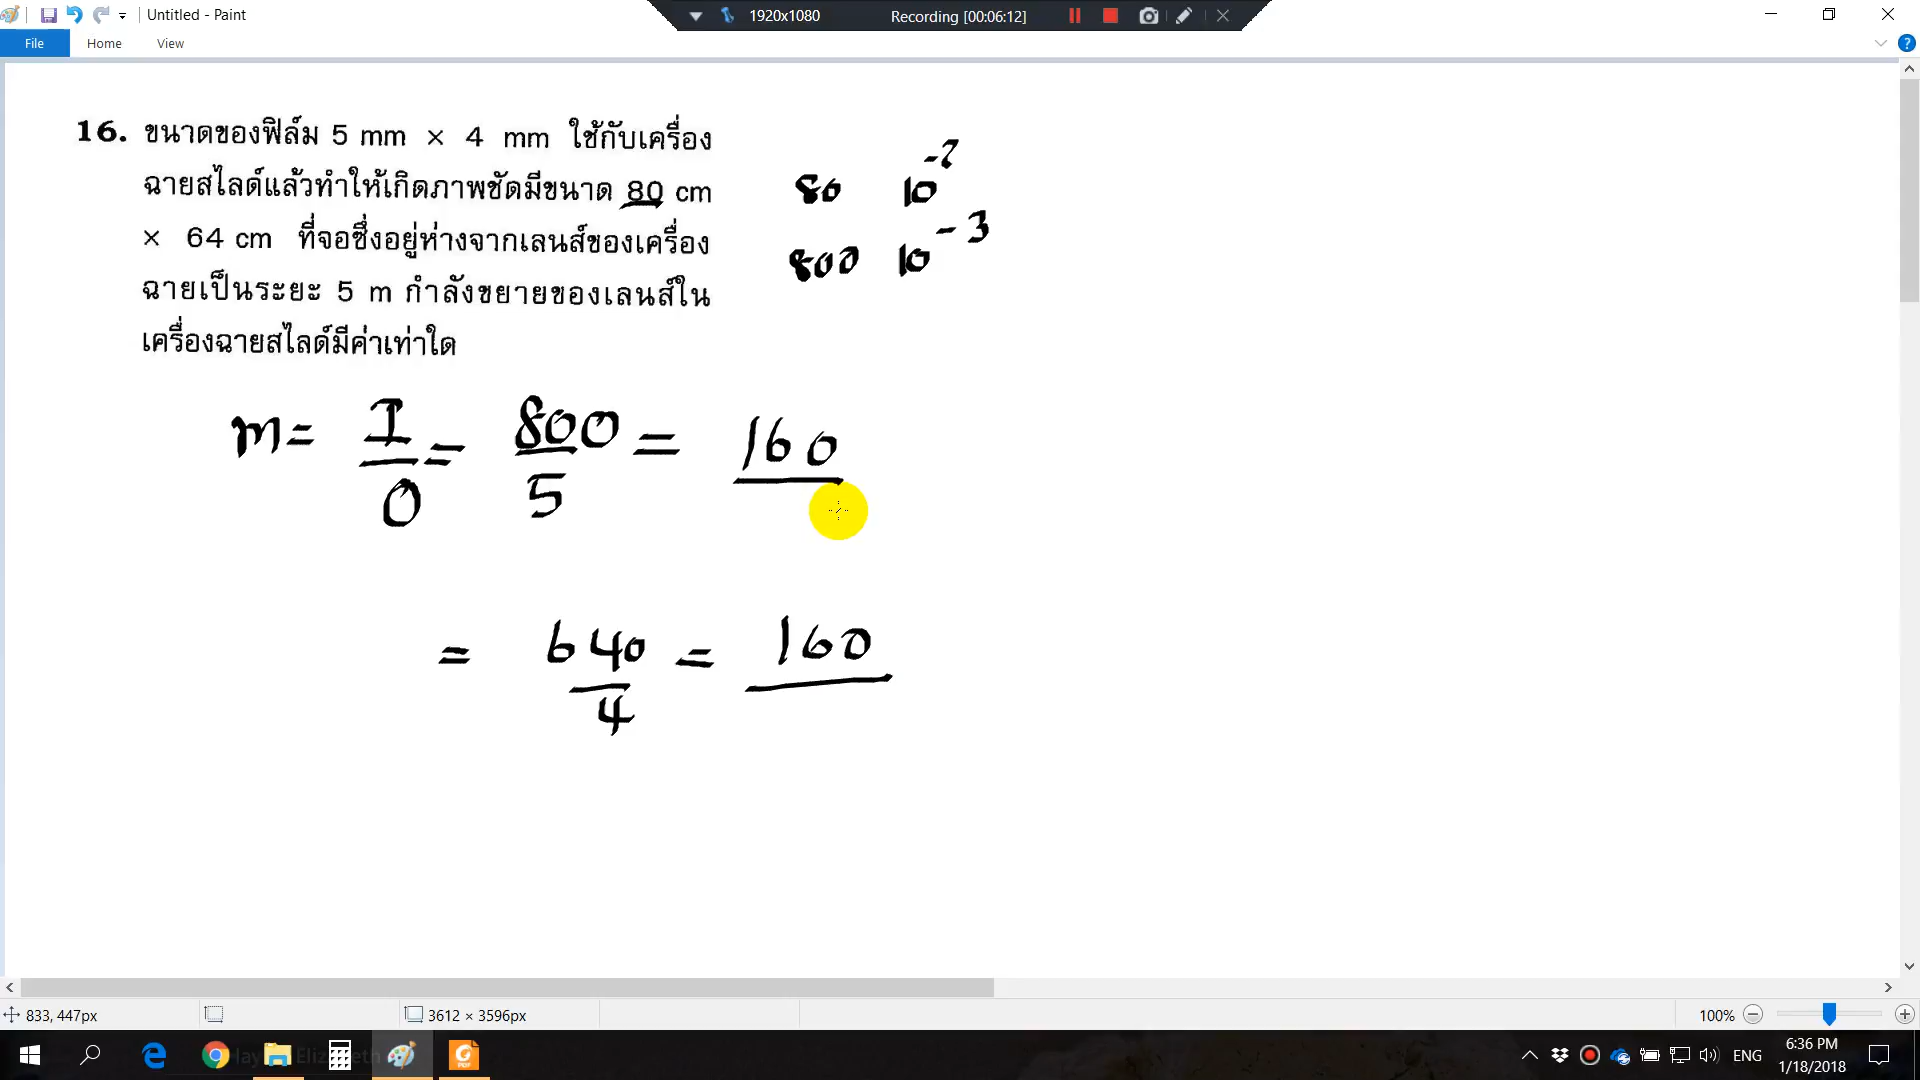 Untitled - Paint
1920x1080
Recording [00:06:12]
File
Home
View
16. ขนาดของฟิล์ม 5 mm × 4 mm ใช้กับเครื่อง
ฉายสไลด์แล้วทำให้เกิดภาพชัดมีขนาด 80 cm
× 64 cm ที่จอซึ่งอยู่ห่างจากเลนส์ของเครื่อง
ฉายเป็นระยะ 5 m กำลังขยายของเลนส์ใน
เครื่องฉายสไลด์มีค่าเท่าใด
80 10^-2
800 10^-3
m = I/O = 800/5 = 160
= 640/4 = 160
833, 447px
3612 × 3596px
100%
ENG
6:36 PM
1/18/2018